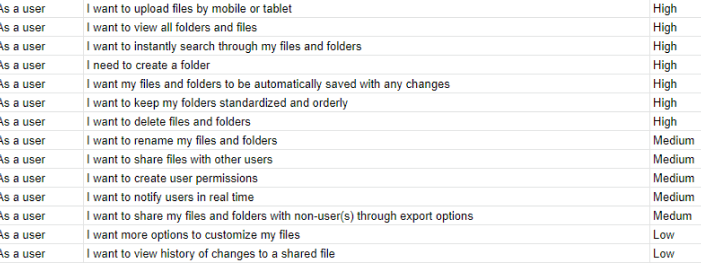 As a user I want to upload files by mobile or tablet High
As a user I want to view all folders and files High
As a user I want to instantly search through my files and folders High
As a user I need to create a folder High
As a user I want my files and folders to be automatically saved with any changes High
As a user I want to keep my folders standardized and orderly High
As a user I want to delete files and folders High
As a user I want to rename my files and folders Medium
As a user I want to share files with other users Medium
As a user I want to create user permissions Medium
As a user I want to notify users in real time Medium
As a user I want to share my files and folders with non-user(s) through export options Medum
As a user I want more options to customize my files Low
As a user I want to view history of changes to a shared file Low